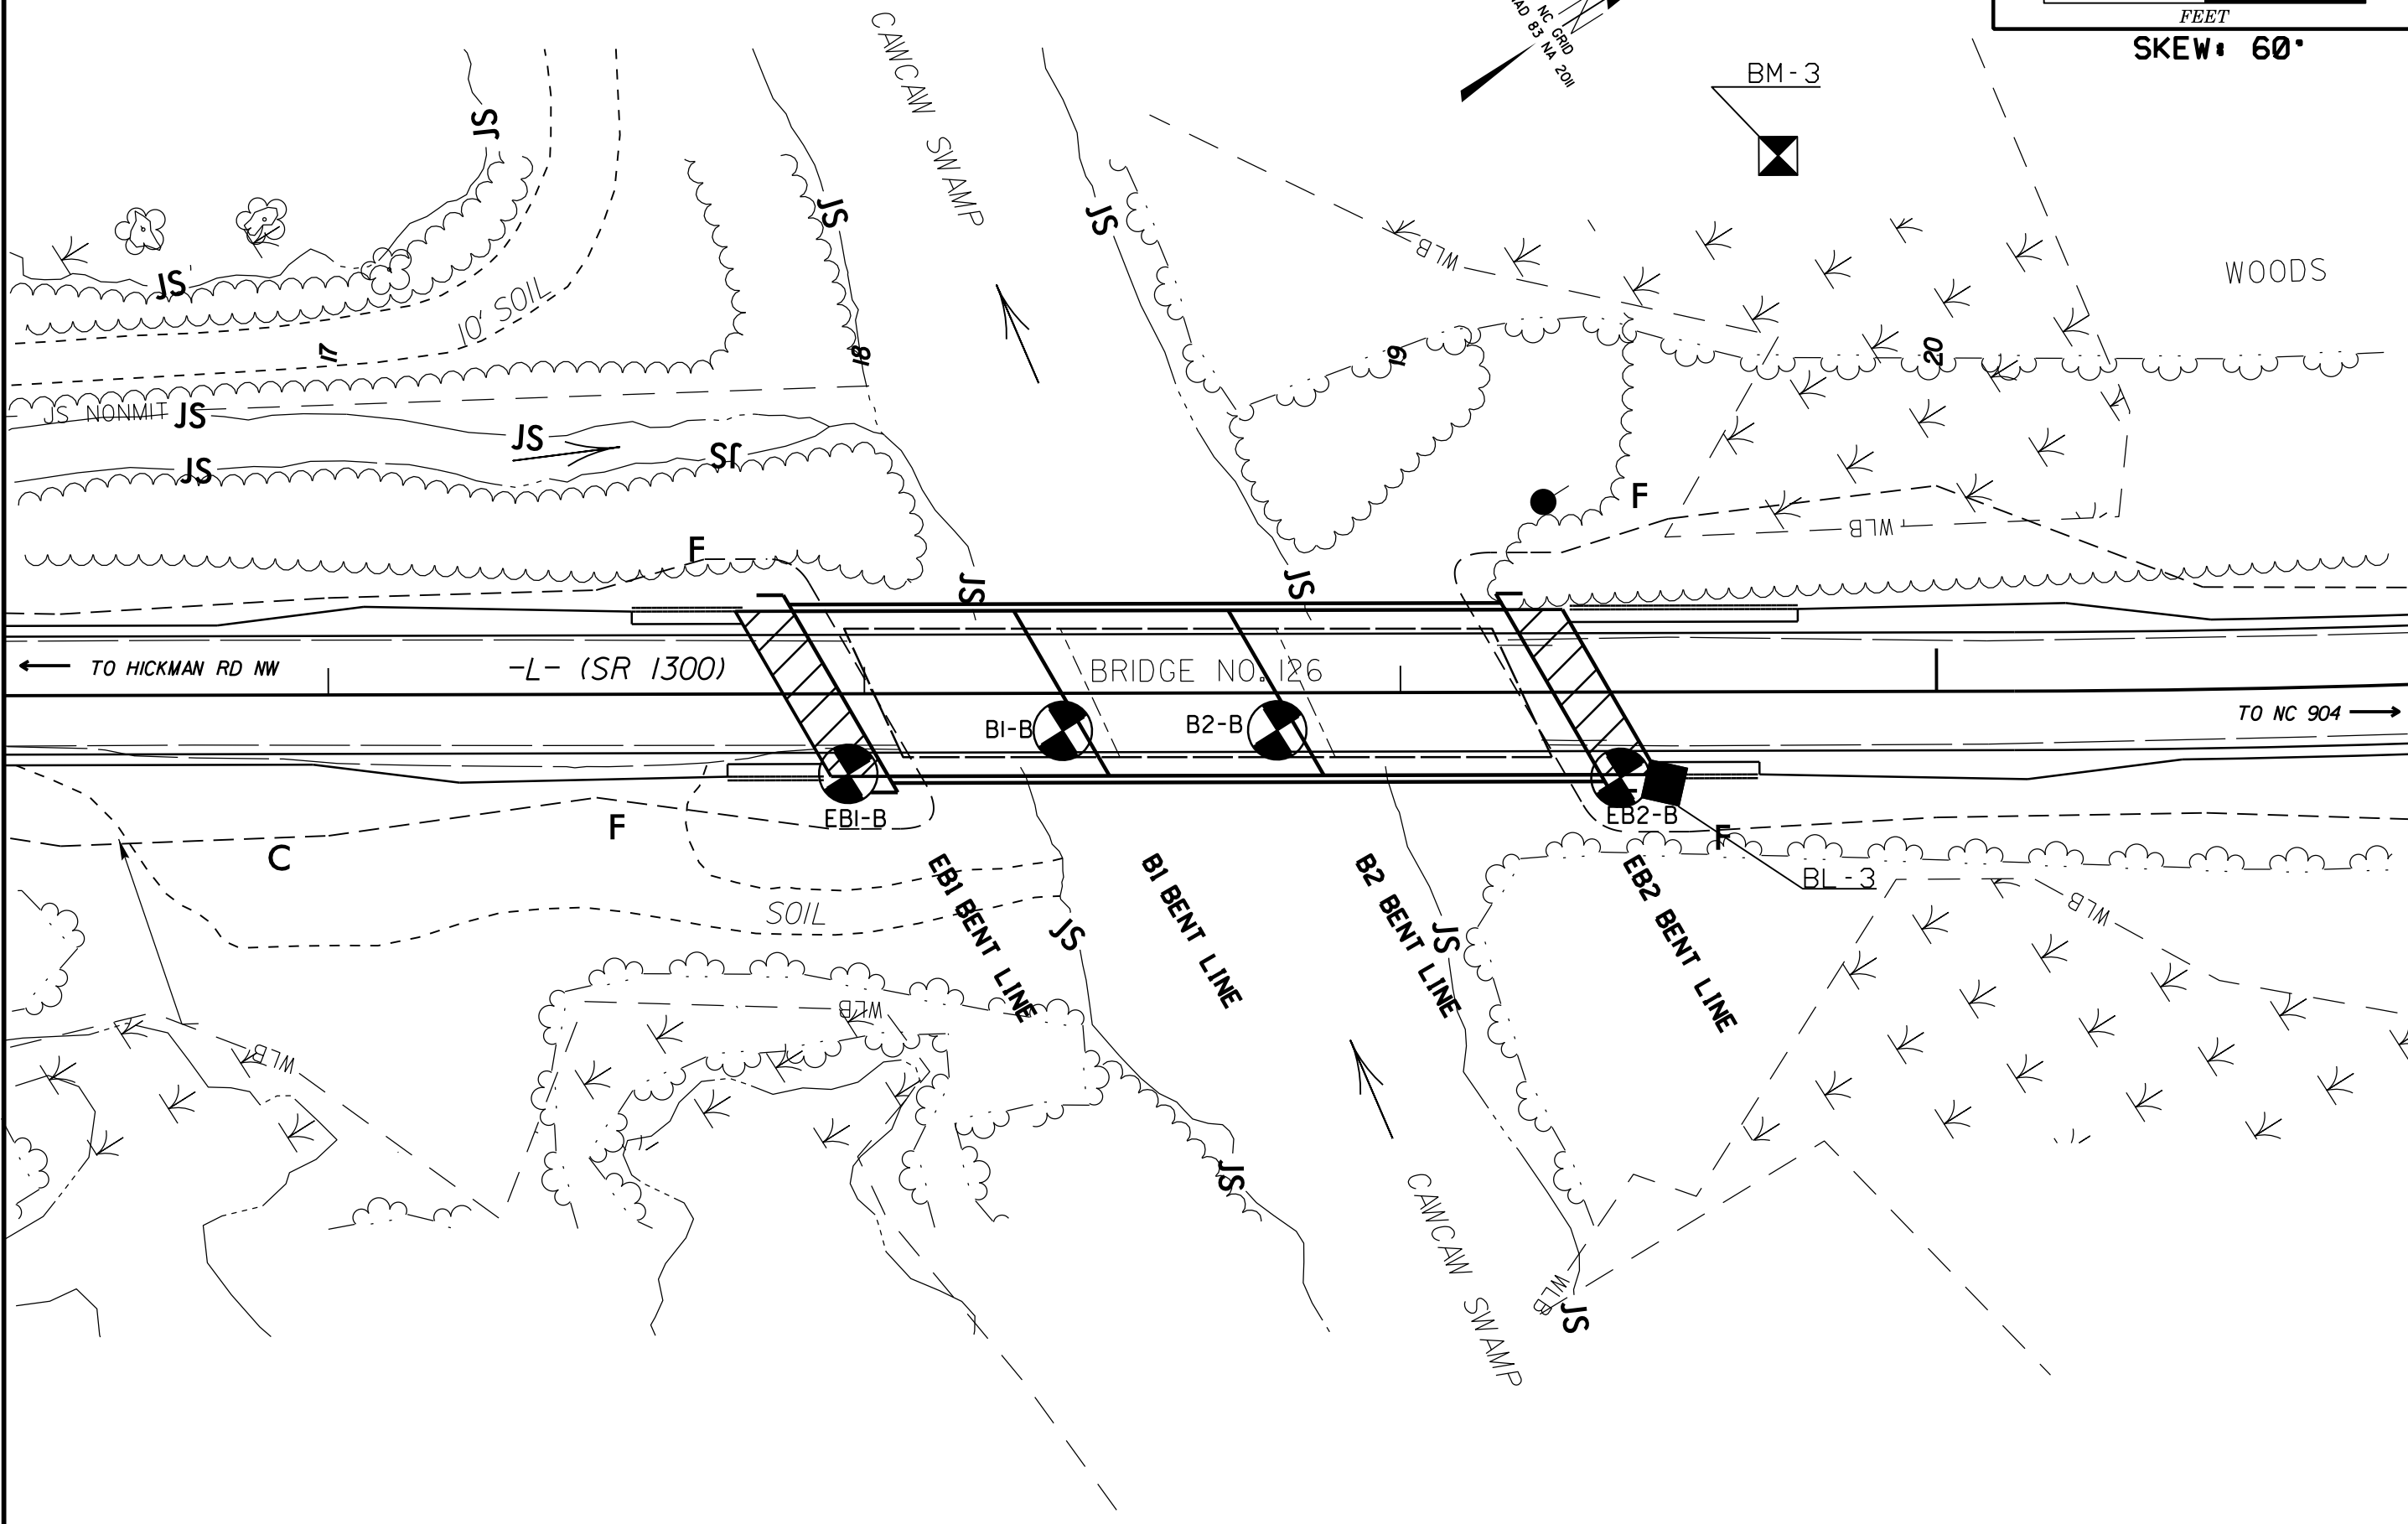 FEET
SKEW: 60°
NC GRID
NAD 83 NA 2011
BM-3
CAWCAW SWAMP
JS
JS
JS
WLB
WOODS
JS
10' SOIL
17
18
19
20
JS NONMIT
JS
JS
JS
JS
F
WLB
F
JS
JS
TO HICKMAN RD NW
-L- (SR 1300)
BRIDGE NO. 126
TO NC 904
B1-B
B2-B
EB1-B
EB2-B
F
F
C
BL-3
SOIL
EB1 BENT LINE
B1 BENT LINE
B2 BENT LINE
EB2 BENT LINE
JS
JS
WLB
WLB
WLB
JS
CAWCAW SWAMP
WLB
JS